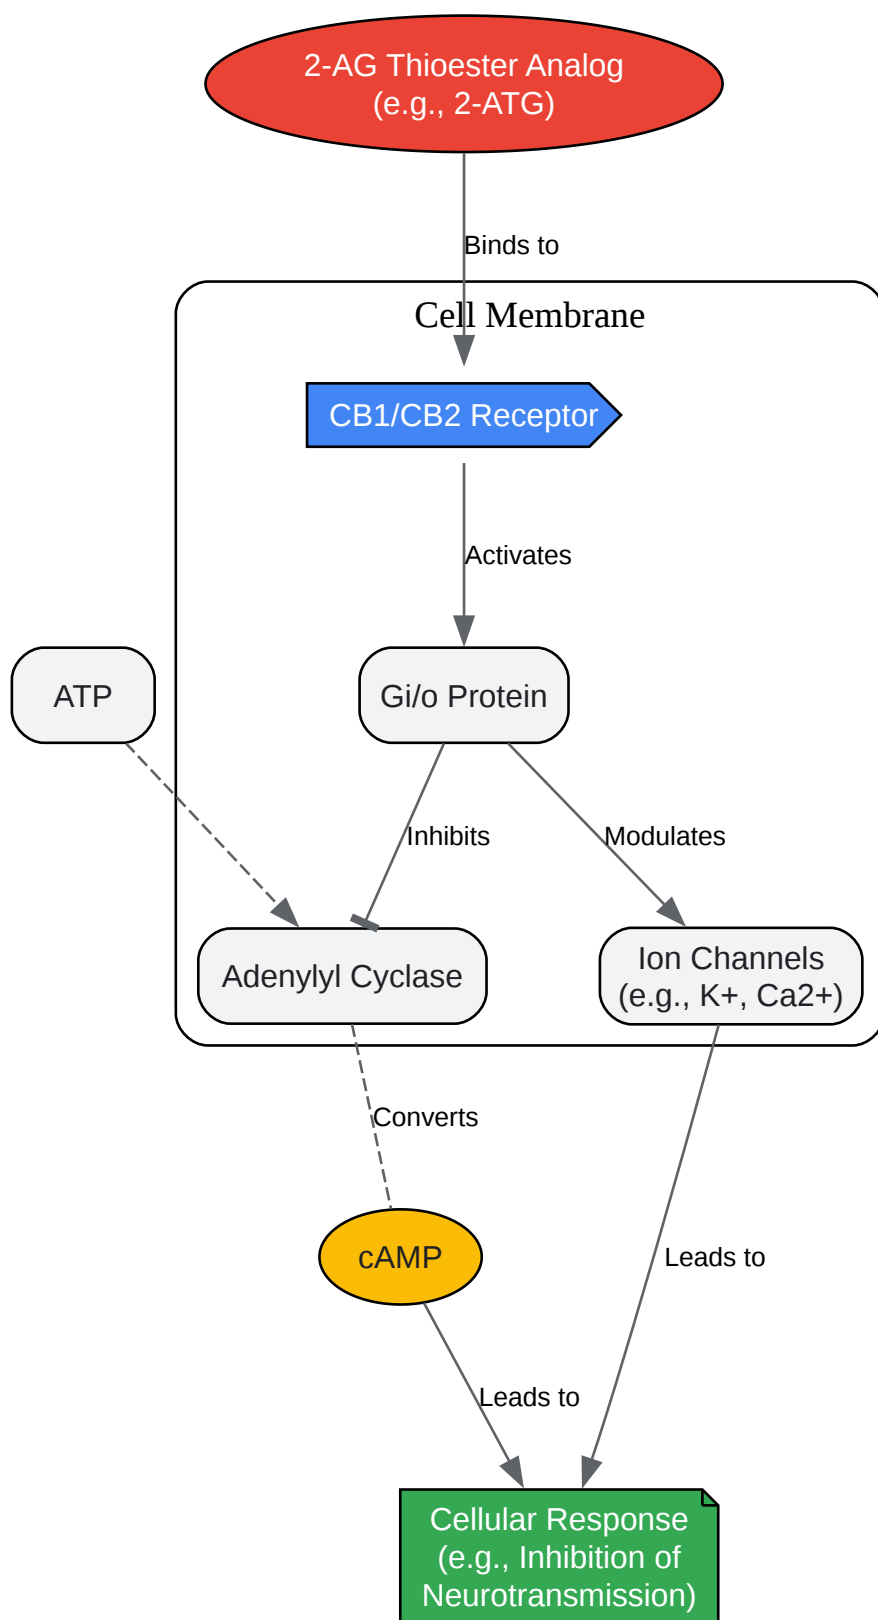 2-AG Thioester Analog
(e.g., 2-ATG)
Binds to
Cell Membrane
CB1/CB2 Receptor
Activates
ATP
Gi/o Protein
Inhibits
Modulates
Adenylyl Cyclase
Ion Channels
(e.g., K+, Ca2+)
Converts
cAMP
Leads to
Leads to
Cellular Response
(e.g., Inhibition of
Neurotransmission)